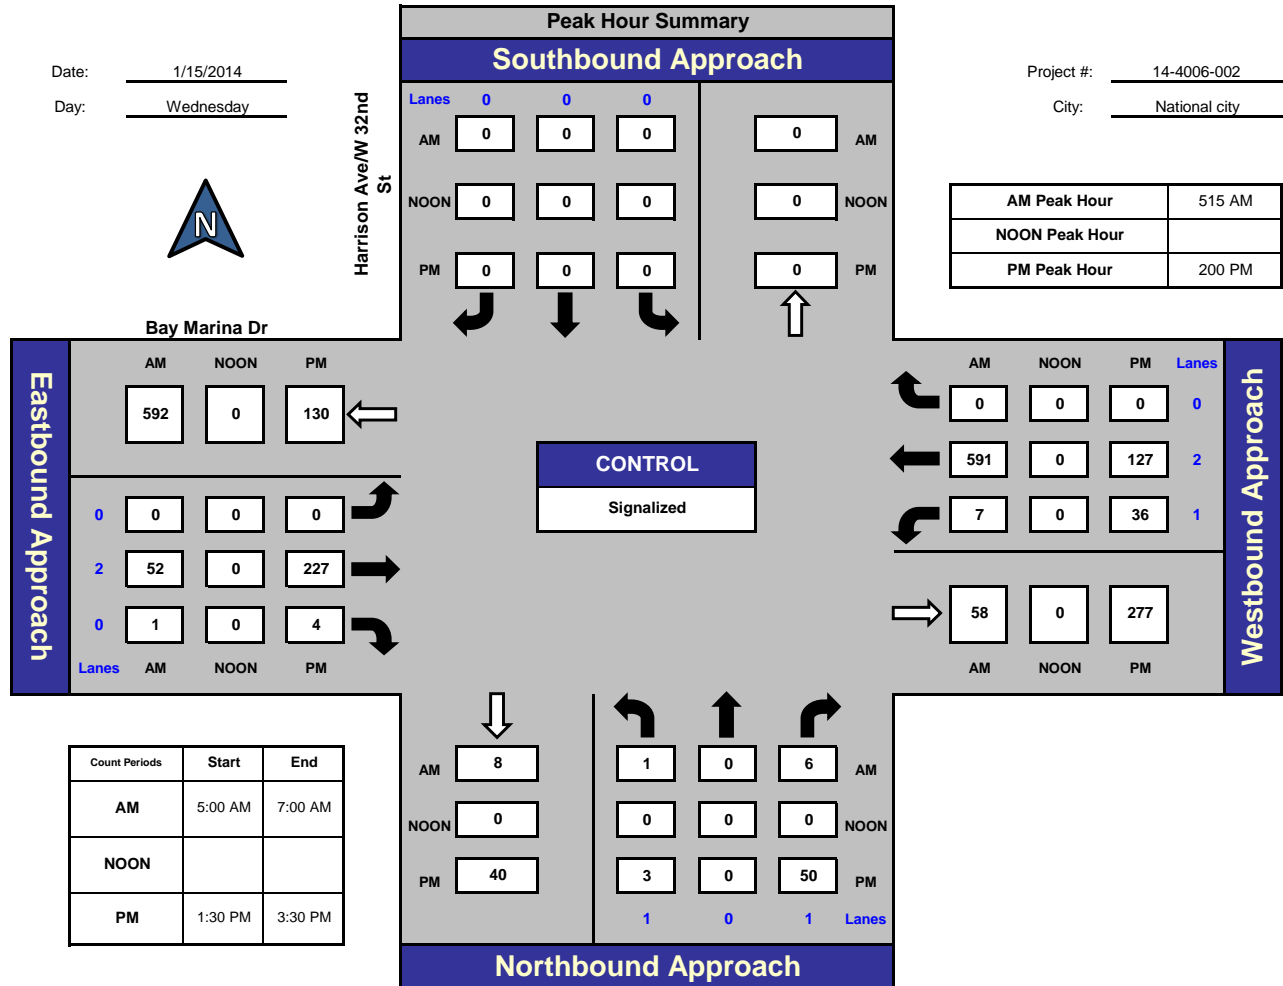 Peak Hour Summary
Southbound Approach
Date: 1/15/2014
Day: Wednesday
Project #: 14-4006-002
City: National city
N
Harrison Ave/W 32nd
St
Lanes 0 0 0
AM 0 0 0 0 AM
NOON 0 0 0 0 NOON
PM 0 0 0 0 PM
AM Peak Hour 515 AM
NOON Peak Hour
PM Peak Hour 200 PM
Bay Marina Dr
Eastbound Approach
AM NOON PM
592 0 130
0 0 0 0
2 52 0 227
0 1 0 4
Lanes AM NOON PM
CONTROL
Signalized
AM NOON PM Lanes
0 0 0 0
591 0 127 2
7 0 36 1
58 0 277
AM NOON PM
Westbound Approach
Count Periods Start End
AM 5:00 AM 7:00 AM
NOON
PM 1:30 PM 3:30 PM
AM 8 1 0 6 AM
NOON 0 0 0 0 NOON
PM 40 3 0 50 PM
1 0 1 Lanes
Northbound Approach